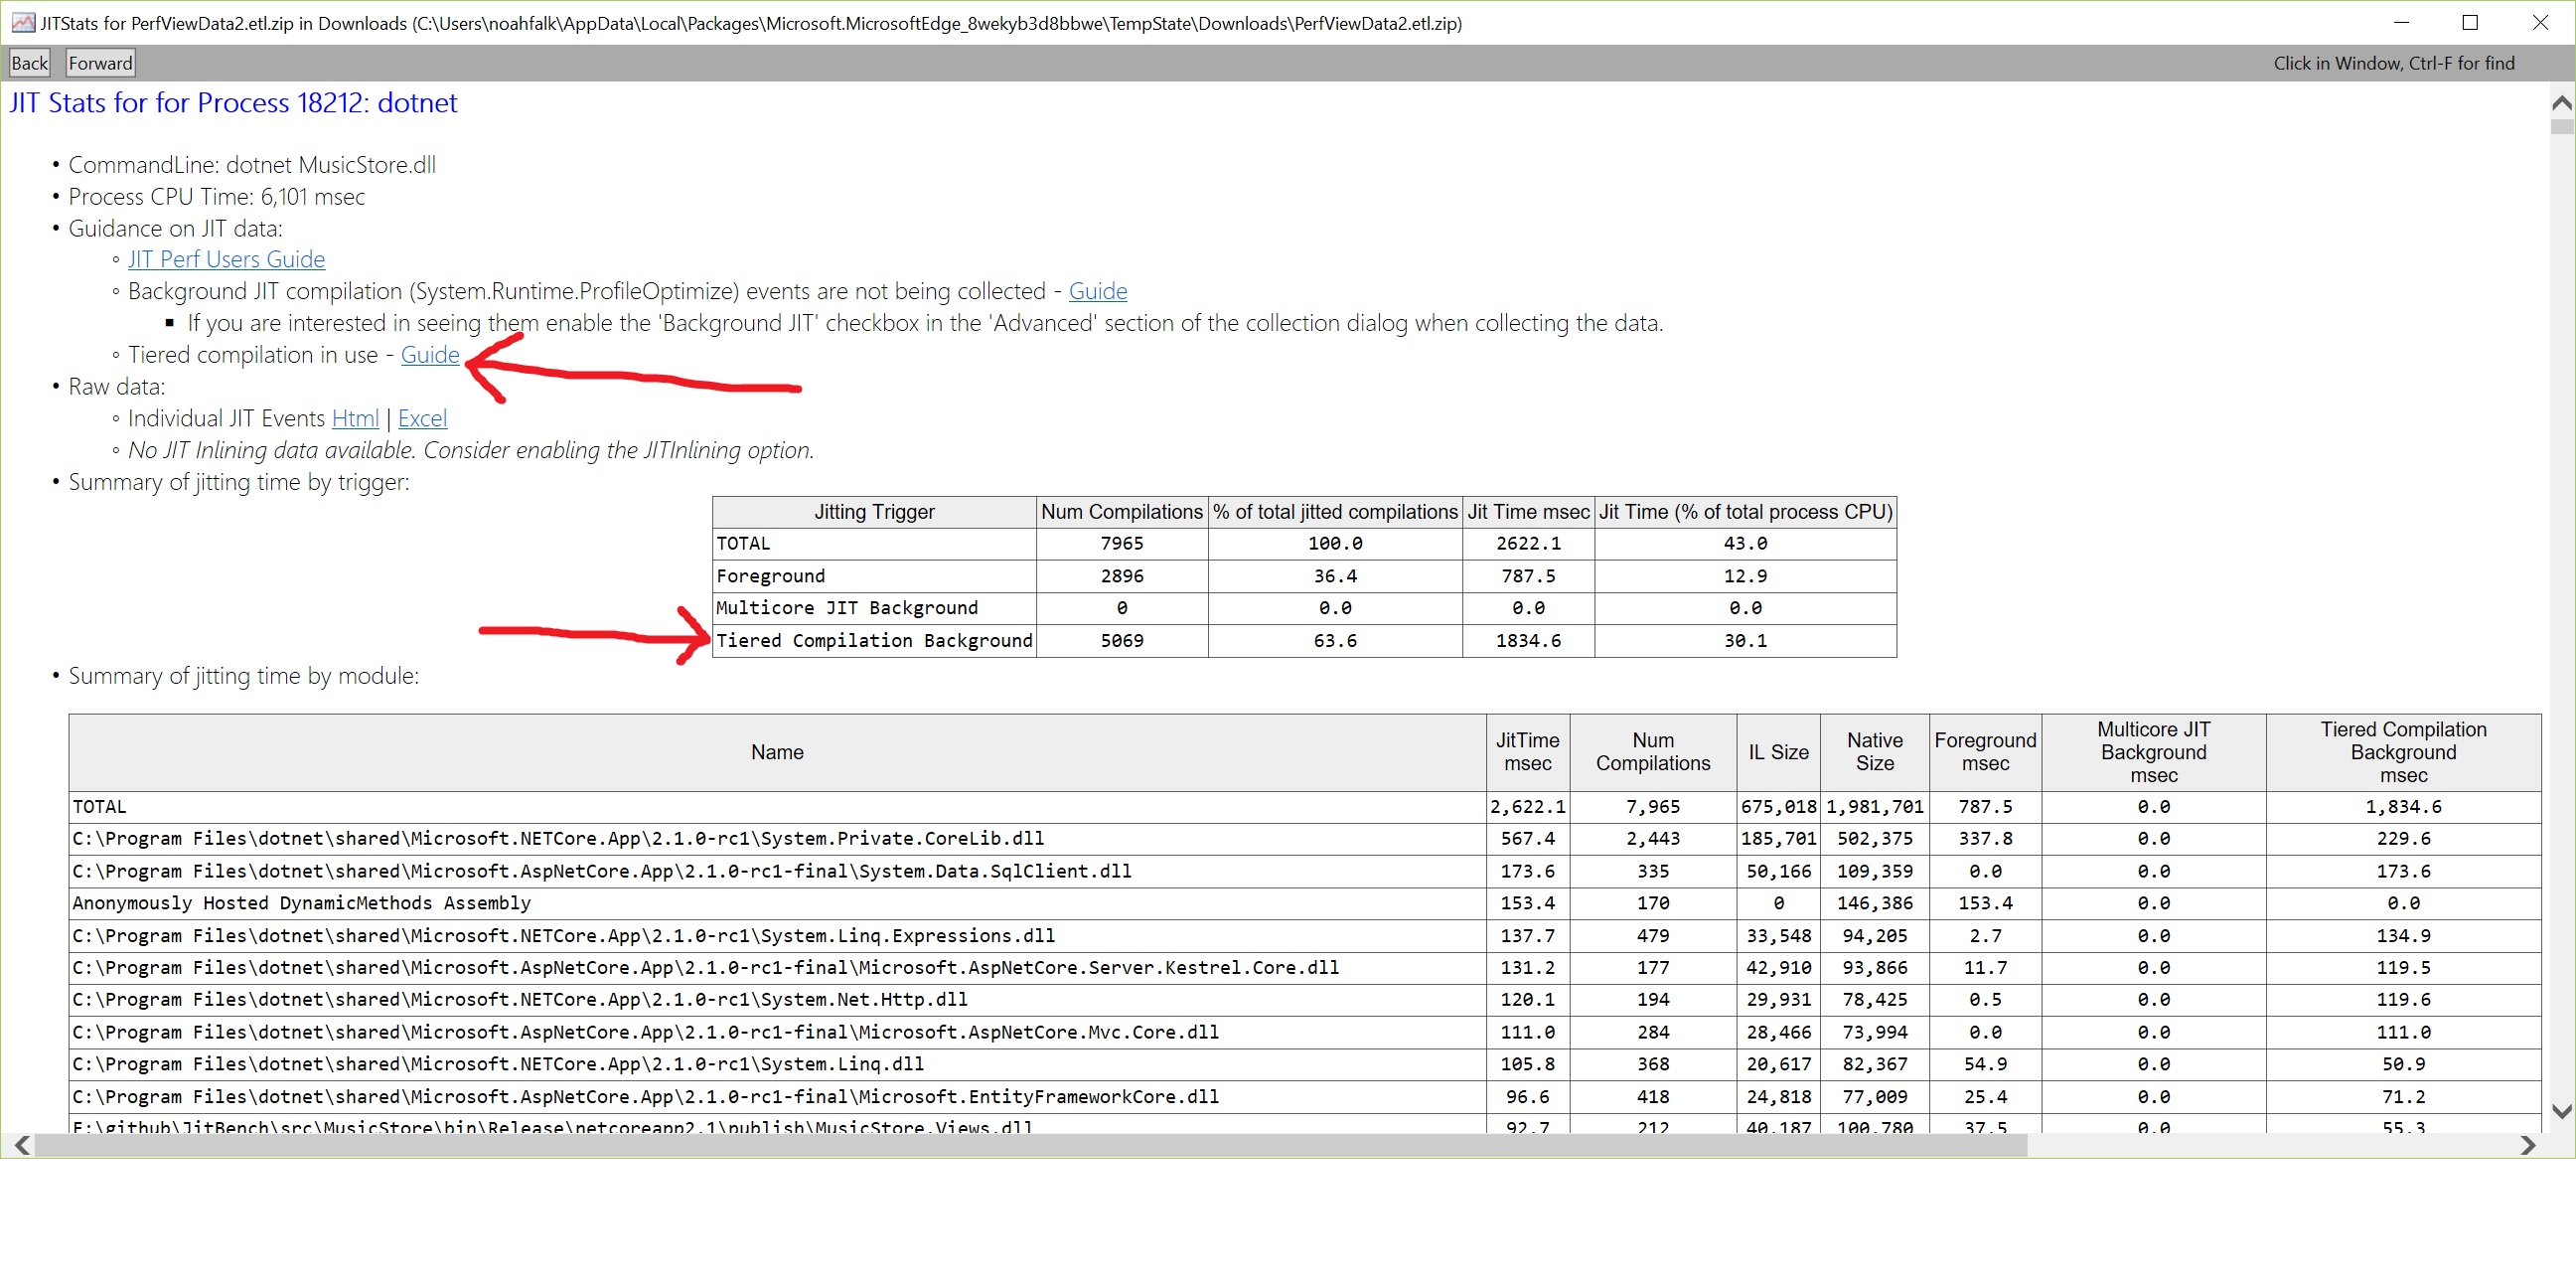 JITStats for PerfViewData2.etl.zip in Downloads (C:\Users\noahfalk\AppData\Local\Packages\Microsoft.MicrosoftEdge_8wekyb3d8bbwe\TempState\Downloads\PerfViewData2.etl.zip)
Back Forward Click in Window, Ctrl-F for find
JIT Stats for for Process 18212: dotnet
• CommandLine: dotnet MusicStore.dll
• Process CPU Time: 6,101 msec
• Guidance on JIT data:
◦ JIT Perf Users Guide
◦ Background JIT compilation (System.Runtime.ProfileOptimize) events are not being collected - Guide
▪ If you are interested in seeing them enable the 'Background JIT' checkbox in the 'Advanced' section of the collection dialog when collecting the data.
◦ Tiered compilation in use - Guide
• Raw data:
◦ Individual JIT Events Html | Excel
◦ No JIT Inlining data available. Consider enabling the JITInlining option.
• Summary of jitting time by trigger:
Jitting Trigger Num Compilations % of total jitted compilations Jit Time msec Jit Time (% of total process CPU)
TOTAL 7965 100.0 2622.1 43.0
Foreground 2896 36.4 787.5 12.9
Multicore JIT Background 0 0.0 0.0 0.0
Tiered Compilation Background 5069 63.6 1834.6 30.1
• Summary of jitting time by module:
Name JitTime msec Num Compilations IL Size Native Size Foreground msec Multicore JIT Background msec Tiered Compilation Background msec
TOTAL 2,622.1 7,965 675,018 1,981,701 787.5 0.0 1,834.6
C:\Program Files\dotnet\shared\Microsoft.NETCore.App\2.1.0-rc1\System.Private.CoreLib.dll 567.4 2,443 185,701 502,375 337.8 0.0 229.6
C:\Program Files\dotnet\shared\Microsoft.AspNetCore.App\2.1.0-rc1-final\System.Data.SqlClient.dll 173.6 335 50,166 109,359 0.0 0.0 173.6
Anonymously Hosted DynamicMethods Assembly 153.4 170 0 146,386 153.4 0.0 0.0
C:\Program Files\dotnet\shared\Microsoft.NETCore.App\2.1.0-rc1\System.Linq.Expressions.dll 137.7 479 33,548 94,205 2.7 0.0 134.9
C:\Program Files\dotnet\shared\Microsoft.AspNetCore.App\2.1.0-rc1-final\Microsoft.AspNetCore.Server.Kestrel.Core.dll 131.2 177 42,910 93,866 11.7 0.0 119.5
C:\Program Files\dotnet\shared\Microsoft.NETCore.App\2.1.0-rc1\System.Net.Http.dll 120.1 194 29,931 78,425 0.5 0.0 119.6
C:\Program Files\dotnet\shared\Microsoft.AspNetCore.App\2.1.0-rc1-final\Microsoft.AspNetCore.Mvc.Core.dll 111.0 284 28,466 73,994 0.0 0.0 111.0
C:\Program Files\dotnet\shared\Microsoft.NETCore.App\2.1.0-rc1\System.Linq.dll 105.8 368 20,617 82,367 54.9 0.0 50.9
C:\Program Files\dotnet\shared\Microsoft.AspNetCore.App\2.1.0-rc1-final\Microsoft.EntityFrameworkCore.dll 96.6 418 24,818 77,009 25.4 0.0 71.2
F:\github\JitBench\src\MusicStore\bin\Release\netcoreapp2.1\publish\MusicStore.Views.dll 92.7 212 40,187 100,780 37.5 0.0 55.3